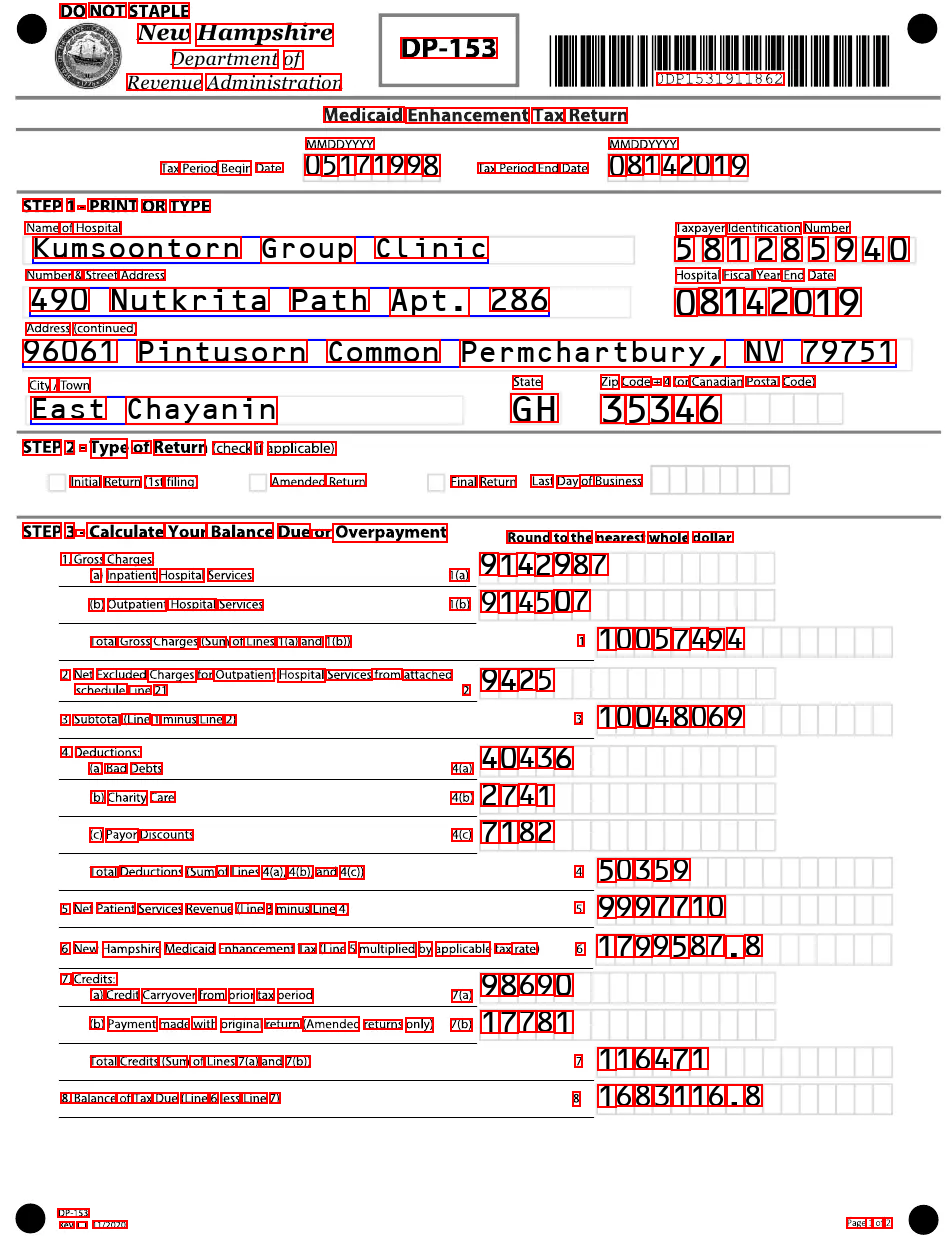 DO NOT STAPLE
New Hampshire
Department of
Revenue Administration
DP-153
0DP1531911862
Medicaid Enhancement Tax Return
MMDDYYYY MMDDYYYY
Tax Period Begin Date 05171998 Tax Period End Date 08142019
STEP 1 - PRINT OR TYPE
Name of Hospital Taxpayer Identification Number
Kumsoontorn Group Clinic 581285940
Number & Street Address Hospital Fiscal Year End Date
490 Nutkrita Path Apt. 286 08142019
Address (continued)
96061 Pintusorn Common Permchartbury, NV 79751
City / Town State Zip Code + 4 (or Canadian Postal Code)
East Chayanin GH 35346
STEP 2 - Type of Return (check if applicable)
Initial Return (1st filing) Amended Return Final Return Last Day of Business
STEP 3 - Calculate Your Balance Due or Overpayment Round to the nearest whole dollar
1. Gross Charges
a) Inpatient Hospital Services 1(a) 9142987
(b) Outpatient Hospital Services 1(b) 914507
Total Gross Charges (Sum of Lines 1(a) and 1(b)) 1 10057494
2. Net Excluded Charges for Outpatient Hospital Services from attached
schedule Line 21 2 9425
3. Subtotal (Line 1 minus Line 2) 3 10048069
4. Deductions:
(a) Bad Debts 4(a) 40436
b) Charity Care 4(b) 2741
(c) Payor Discounts 4(c) 7182
Total Deductions (Sum of Lines 4(a), 4(b), and 4(c)) 4 50359
5. Net Patient Services Revenue (Line 3 minus Line 4) 5 9997710
6. New Hampshire Medicaid Enhancement Tax (Line 5 multiplied by applicable tax rate) 6 1799587.8
7. Credits:
a) Credit Carryover from prior tax period 7(a) 98690
(b) Payment made with original return (Amended returns only) 7(b) 17781
Total Credits (Sum of Lines 7(a) and 7(b)) 7 116471
8. Balance of Tax Due (Line 6 less Line 7) 8 1683116.8
DP-153
Rev 11/2020 Page 1 of 2